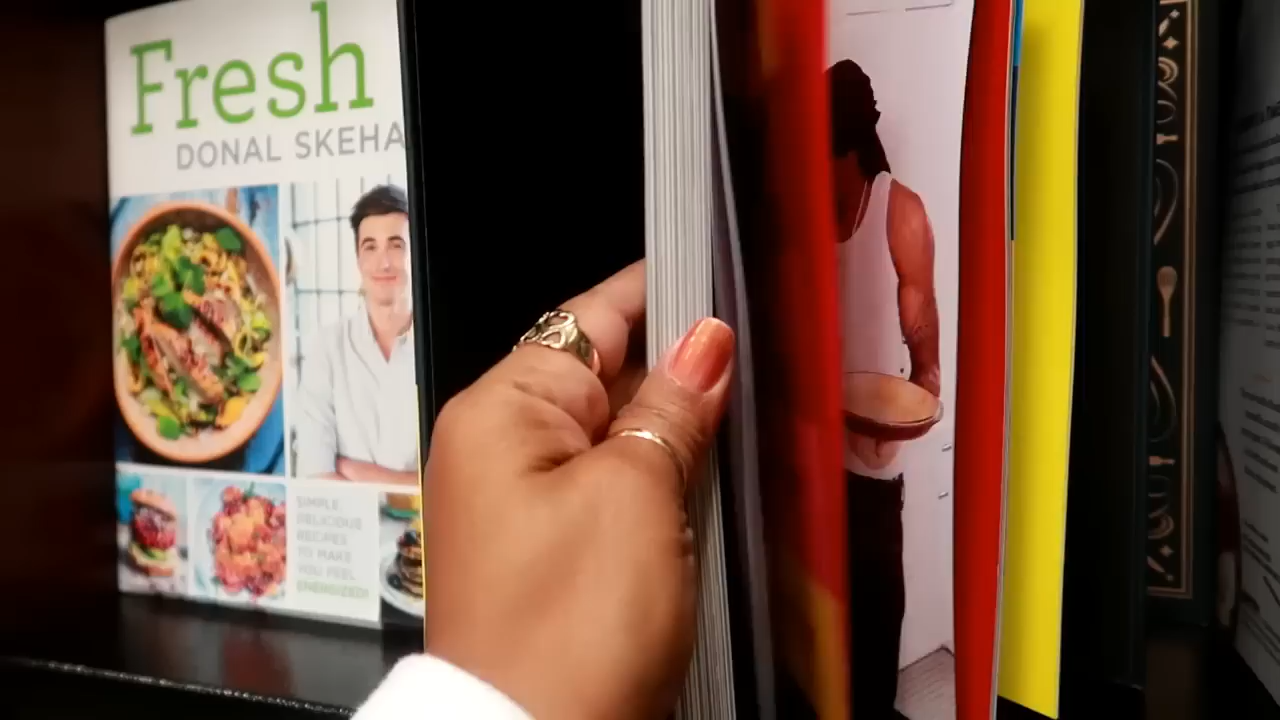 Fresh
DONAL SKEHA
SIMPLE,
DELICIOUS
RECIPES
TO MAKE
YOU FEEL
ENERGIZED!